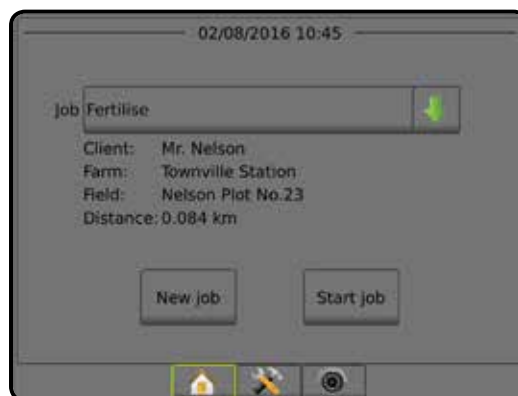 02/08/2016 10:45
Job Fertilise
Client: Mr. Nelson
Farm: Townville Station
Field: Nelson Plot No.23
Distance: 0.084 km
New job Start job